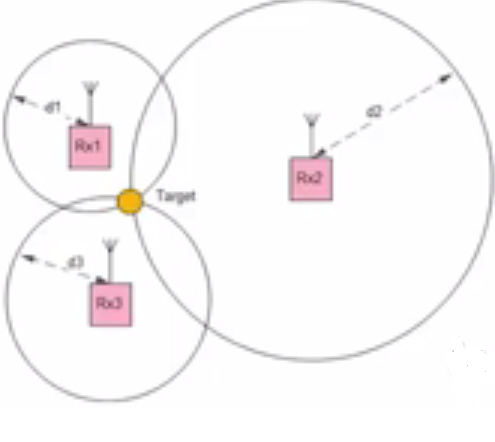 d1
Rx1
d2
Rx2
Target
d3
Rx3